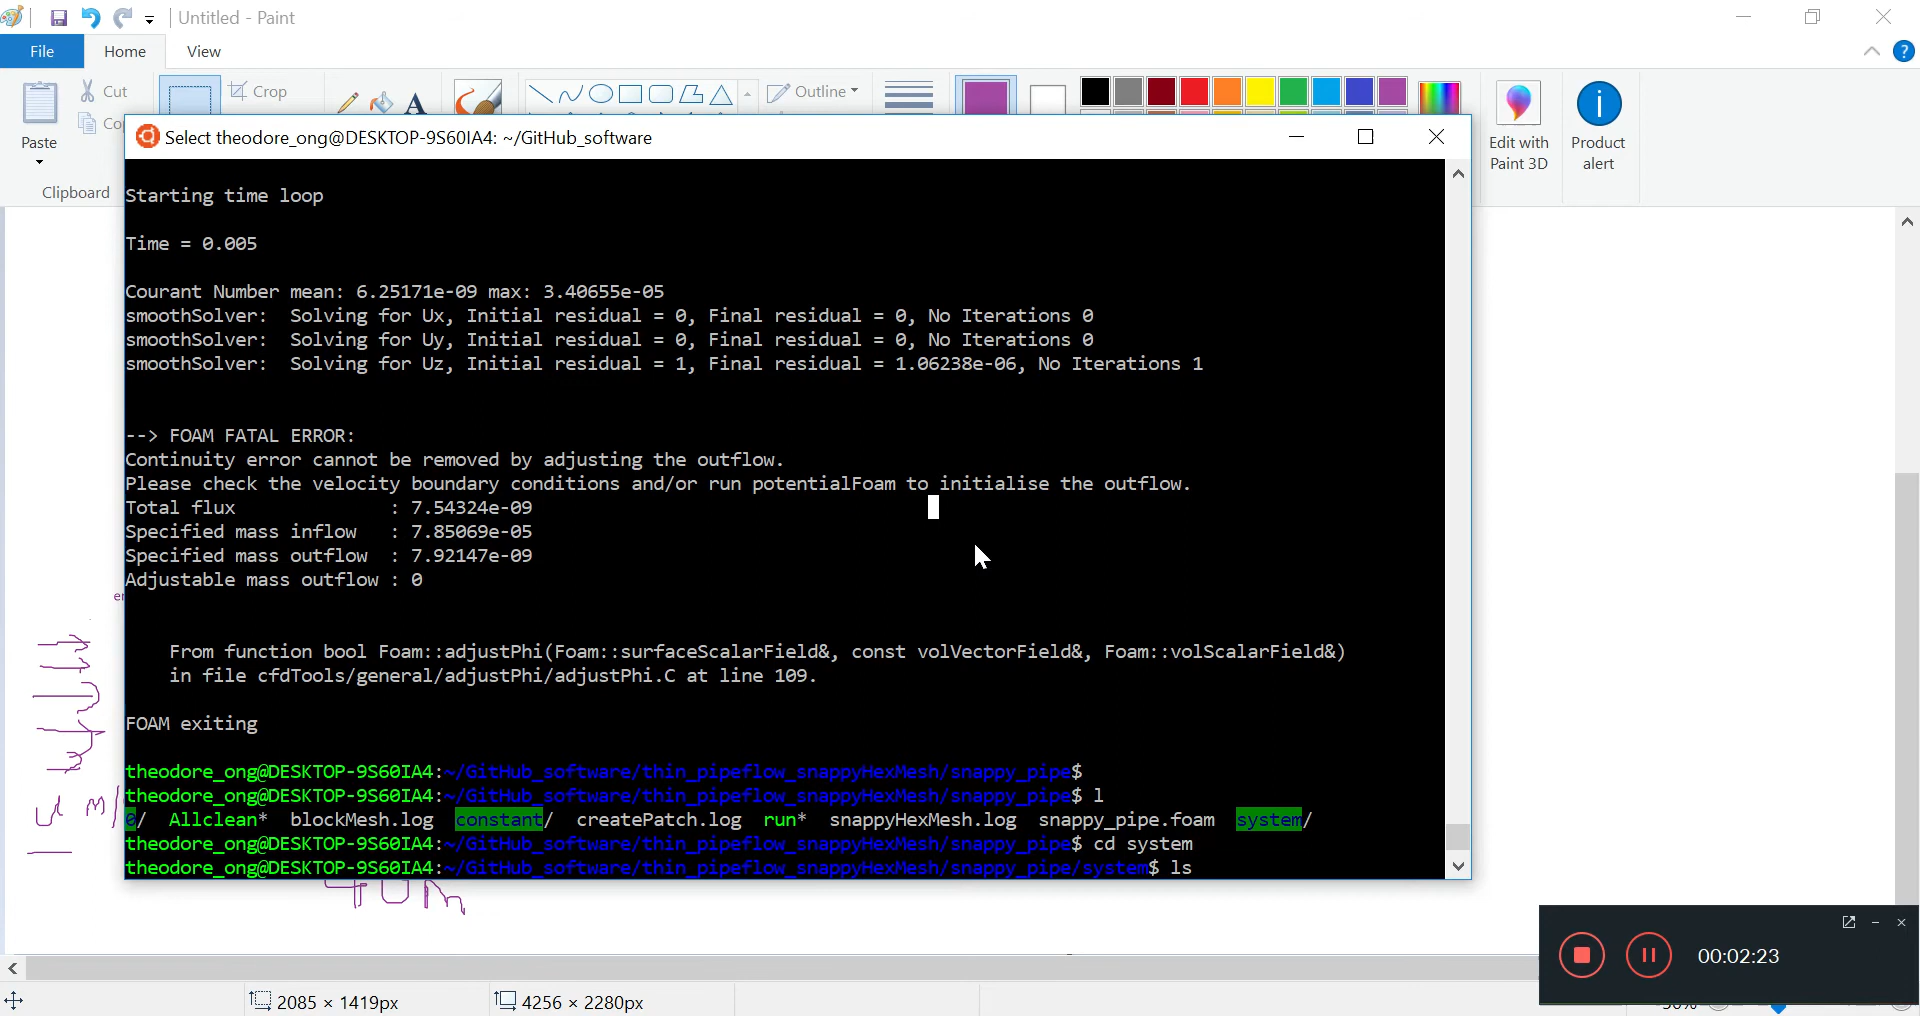 Untitled - Paint
File
Home
View
Cut
Crop
Outline
Paste
Clipboard
Edit with
Paint 3D
Product
alert
Select theodore_ong@DESKTOP-9S60IA4: ~/GitHub_software
Starting time loop
Time = 0.005
Courant Number mean: 6.25171e-09 max: 3.40655e-05
smoothSolver:  Solving for Ux, Initial residual = 0, Final residual = 0, No Iterations 0
smoothSolver:  Solving for Uy, Initial residual = 0, Final residual = 0, No Iterations 0
smoothSolver:  Solving for Uz, Initial residual = 1, Final residual = 1.06238e-06, No Iterations 1
--> FOAM FATAL ERROR:
Continuity error cannot be removed by adjusting the outflow.
Please check the velocity boundary conditions and/or run potentialFoam to initialise the outflow.
Total flux              : 7.54324e-09
Specified mass inflow   : 7.85069e-05
Specified mass outflow  : 7.92147e-09
Adjustable mass outflow : 0
From function bool Foam::adjustPhi(Foam::surfaceScalarField&, const volVectorField&, Foam::volScalarField&)
in file cfdTools/general/adjustPhi/adjustPhi.C at line 109.
FOAM exiting
theodore_ong@DESKTOP-9S60IA4:~/GitHub_software/thin_pipeflow_snappyHexMesh/snappy_pipe$
theodore_ong@DESKTOP-9S60IA4:~/GitHub_software/thin_pipeflow_snappyHexMesh/snappy_pipe$ l
0/  Allclean*  blockMesh.log  constant/  createPatch.log  run*  snappyHexMesh.log  snappy_pipe.foam  system/
theodore_ong@DESKTOP-9S60IA4:~/GitHub_software/thin_pipeflow_snappyHexMesh/snappy_pipe$ cd system
theodore_ong@DESKTOP-9S60IA4:~/GitHub_software/thin_pipeflow_snappyHexMesh/snappy_pipe/system$ ls
40m
00:02:23
2085 × 1419px
4256 × 2280px